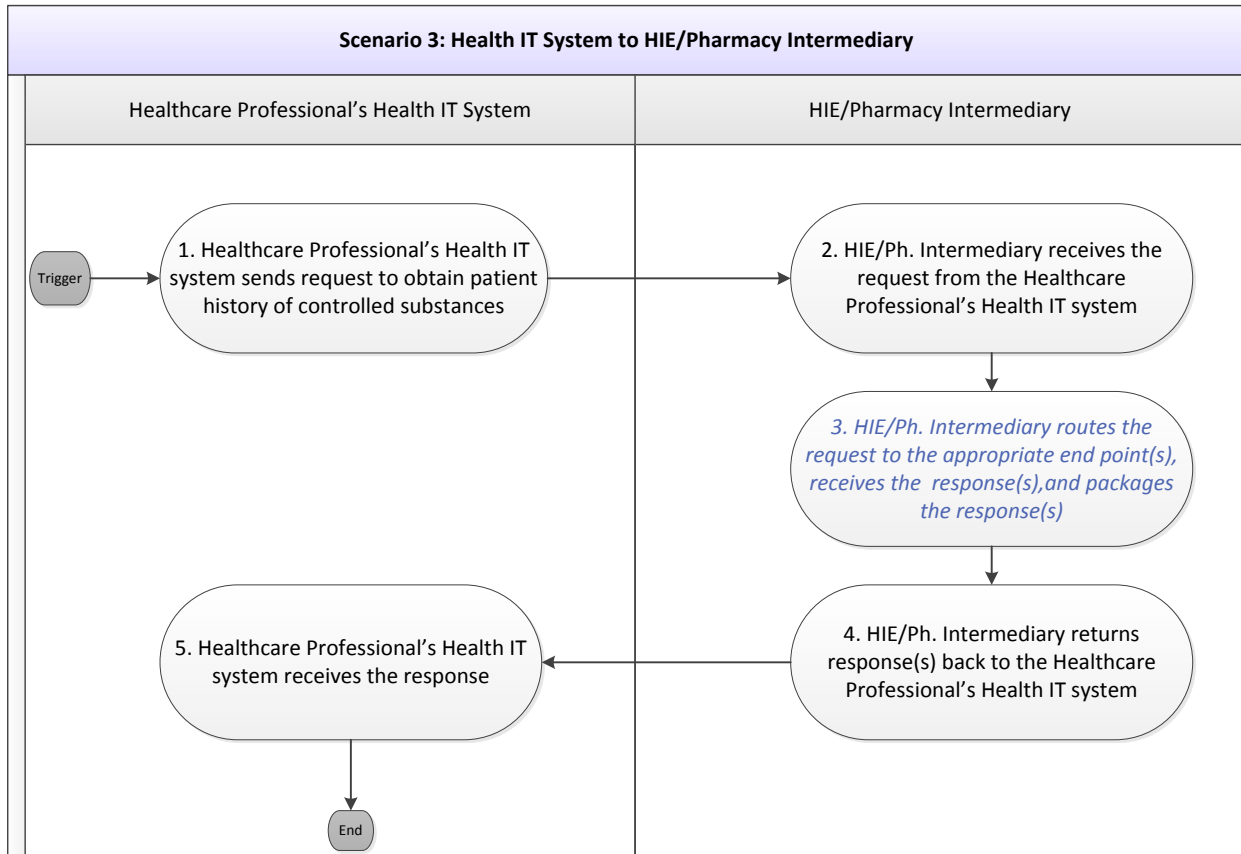 Scenario 3: Health IT System to HIE/Pharmacy Intermediary
Healthcare Professional’s Health IT System
HIE/Pharmacy Intermediary
Trigger
1. Healthcare Professional’s Health IT
system sends request to obtain patient
history of controlled substances
2. HIE/Ph. Intermediary receives the
request from the Healthcare
Professional’s Health IT system
3. HIE/Ph. Intermediary routes the
request to the appropriate end point(s),
receives the response(s),and packages
the response(s)
4. HIE/Ph. Intermediary returns
response(s) back to the Healthcare
Professional’s Health IT system
5. Healthcare Professional’s Health IT
system receives the response
End